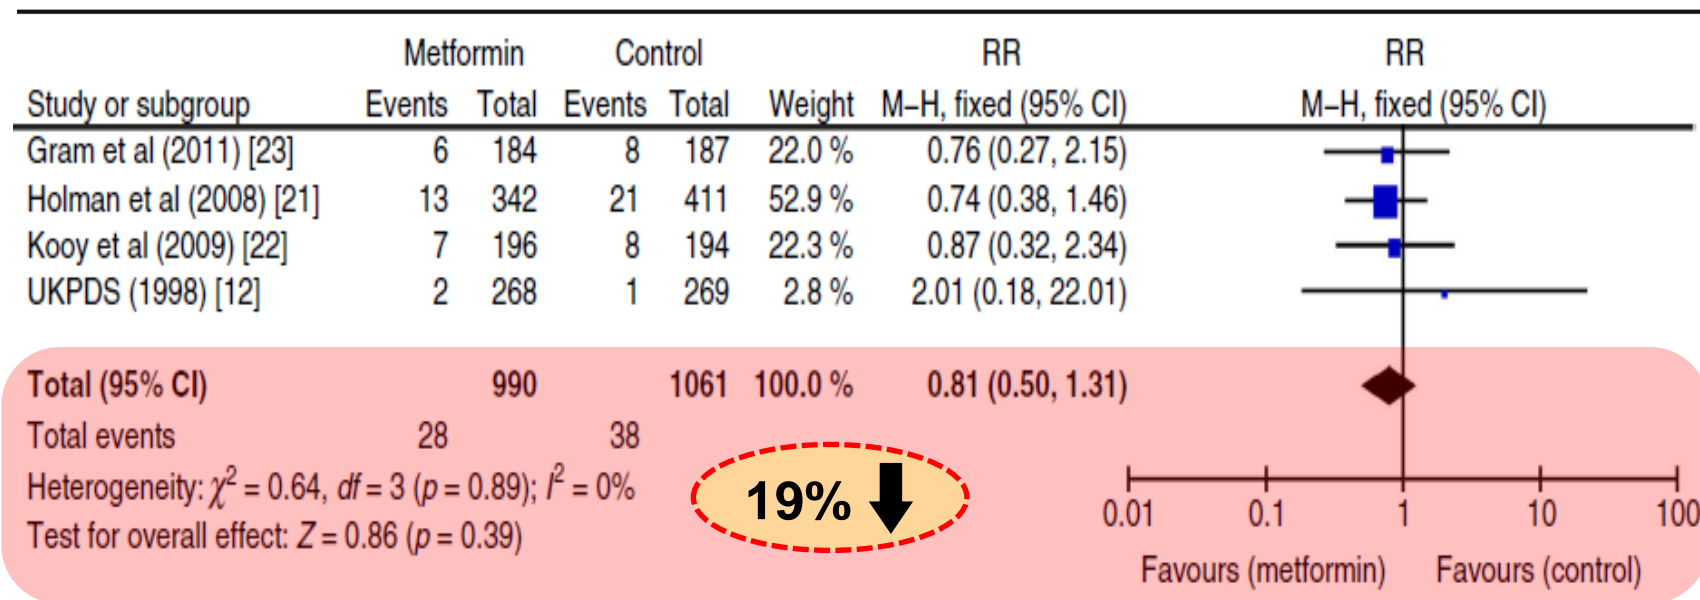 Metformin Control RR RR
Study or subgroup Events Total Events Total Weight M–H, fixed (95% CI) M–H, fixed (95% CI)
Gram et al (2011) [23] 6 184 8 187 22.0 % 0.76 (0.27, 2.15)
Holman et al (2008) [21] 13 342 21 411 52.9 % 0.74 (0.38, 1.46)
Kooy et al (2009) [22] 7 196 8 194 22.3 % 0.87 (0.32, 2.34)
UKPDS (1998) [12] 2 268 1 269 2.8 % 2.01 (0.18, 22.01)
Total (95% CI) 990 1061 100.0 % 0.81 (0.50, 1.31)
Total events 28 38
Heterogeneity: χ² = 0.64, df = 3 (p = 0.89); I² = 0%
Test for overall effect: Z = 0.86 (p = 0.39)
19%
0.01 0.1 1 10 100
Favours (metformin) Favours (control)